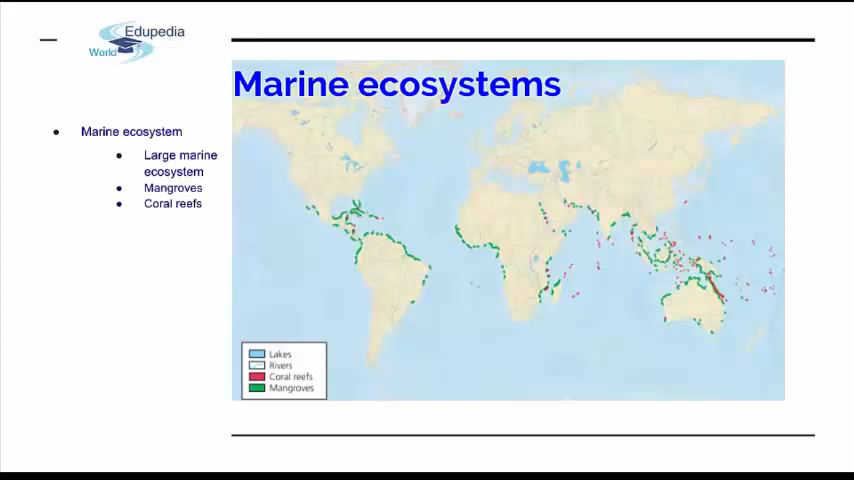 Edupedia
World
Marine ecosystems
Marine ecosystem
Large marine
ecosystem
Mangroves
Coral reefs
Lakes
Rivers
Coral reefs
Mangroves